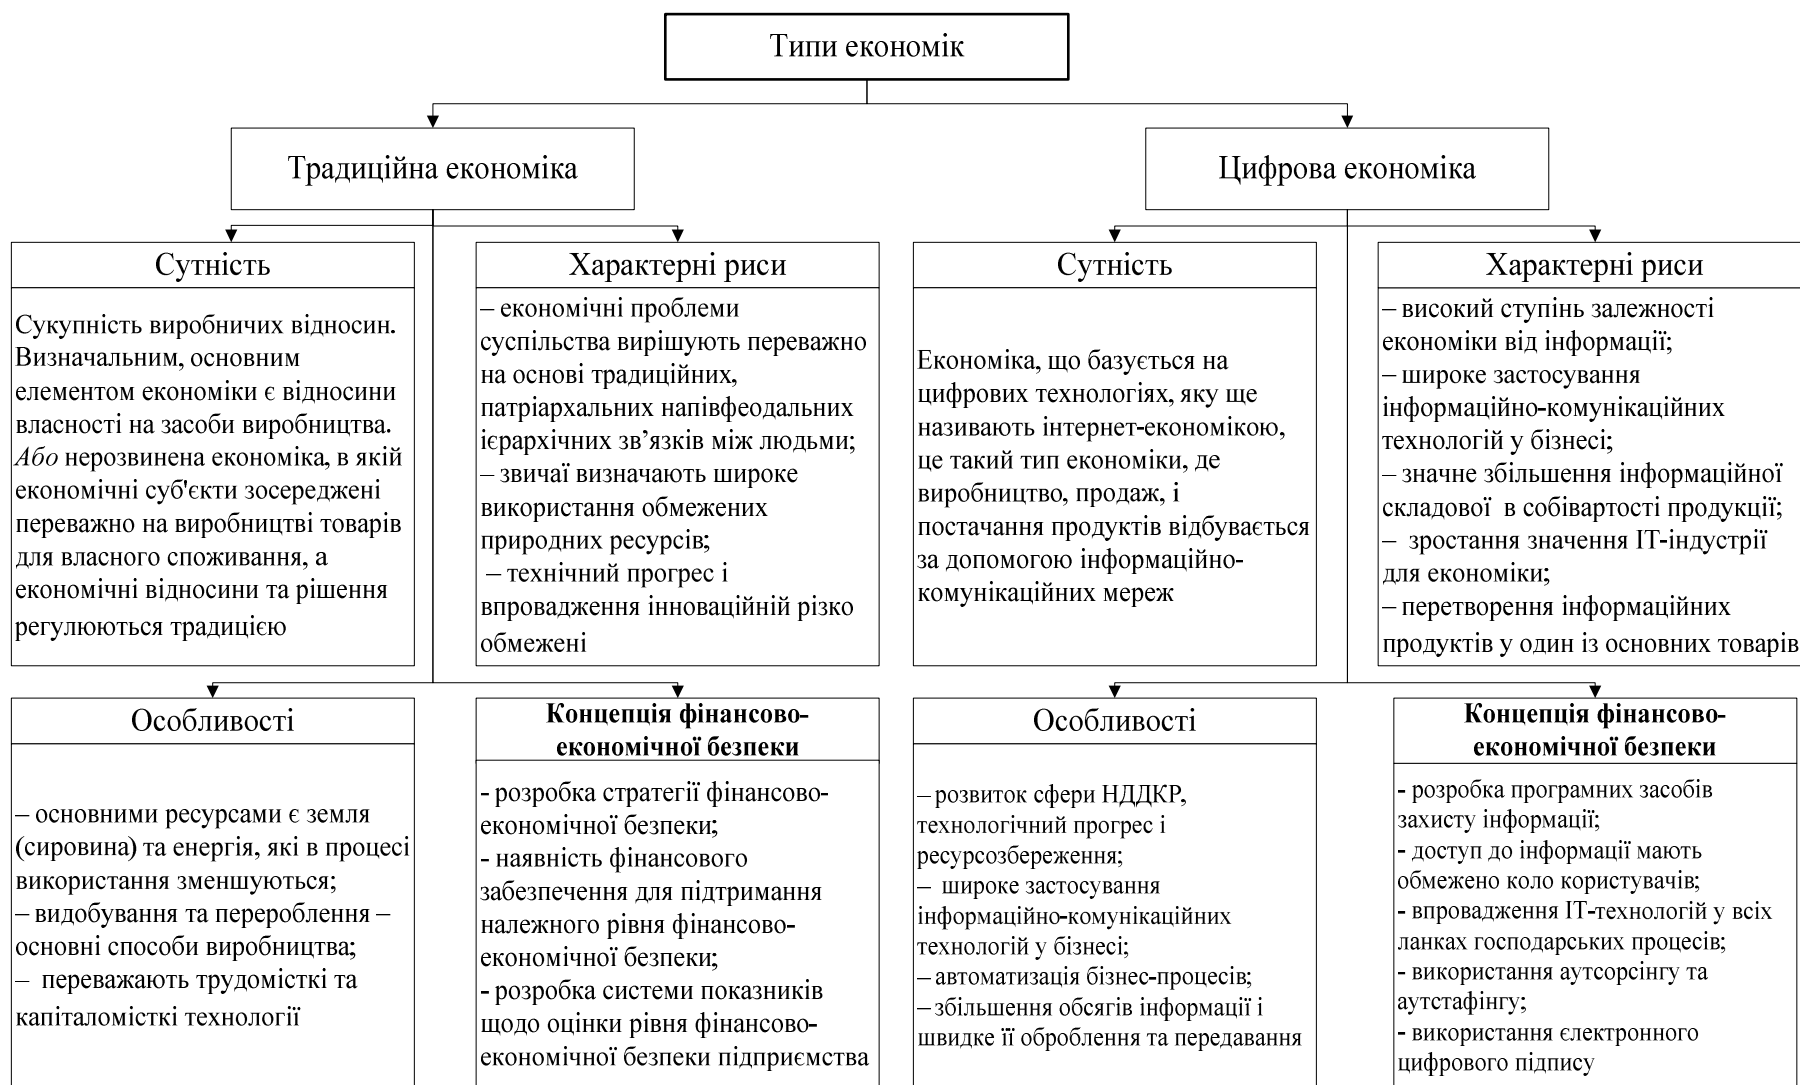 Типи економік
Традиційна економіка
Цифрова економіка
Сутність
Сукупність виробничих відносин.
Визначальним, основним
елементом економіки є відносини
власності на засоби виробництва.
Або нерозвинена економіка, в якій
економічні суб'єкти зосереджені
переважно на виробництві товарів
для власного споживання, а
економічні відносини та рішення
регулюються традицією
Характерні риси
– економічні проблеми
суспільства вирішують переважно
на основі традиційних,
патріархальних напівфеодальних
ієрархічних зв’язків між людьми;
– звичаї визначають широке
використання обмежених
природних ресурсів;
– технічний прогрес і
впровадження інноваційній різко
обмежені
Сутність
Економіка, що базується на
цифрових технологіях, яку ще
називають інтернет-економікою,
це такий тип економіки, де
виробництво, продаж, і
постачання продуктів відбувається
за допомогою інформаційно-
комунікаційних мереж
Характерні риси
– високий ступінь залежності
економіки від інформації;
– широке застосування
інформаційно-комунікаційних
технологій у бізнесі;
– значне збільшення інформаційної
складової в собівартості продукції;
– зростання значення ІТ-індустрії
для економіки;
– перетворення інформаційних
продуктів у один із основних товарів
Особливості
– основними ресурсами є земля
(сировина) та енергія, які в процесі
використання зменшуються;
– видобування та перероблення –
основні способи виробництва;
– переважають трудомісткі та
капіталомісткі технології
Концепція фінансово-
економічної безпеки
- розробка стратегії фінансово-
економічної безпеки;
- наявність фінансового
забезпечення для підтримання
належного рівня фінансово-
економічної безпеки;
- розробка системи показників
щодо оцінки рівня фінансово-
економічної безпеки підприємства
Особливості
– розвиток сфери НДДКР,
технологічний прогрес і
ресурсозбереження;
– широке застосування
інформаційно-комунікаційних
технологій у бізнесі;
– автоматизація бізнес-процесів;
– збільшення обсягів інформації і
швидке її оброблення та передавання
Концепція фінансово-
економічної безпеки
- розробка програмних засобів
захисту інформації;
- доступ до інформації мають
обмежено коло користувачів;
- впровадження ІТ-технологій у всіх
ланках господарських процесів;
- використання аутсорсінгу та
аутстафінгу;
- використання єлектронного
цифрового підпису